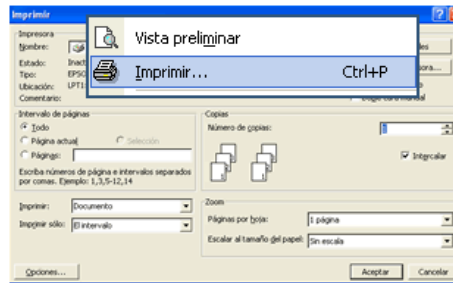 Imprimir
Impresora
Nombre:
Vista preliminar
Imprimir... Ctrl+P
Estado:
Tipo:
Ubicación: LPT1:
Comentario:
Intervalo de páginas
Todo
Página actual Selección
Páginas:
Escriba números de página e intervalos separados
por comas. Ejemplo: 1,3,5-12,14
Copias
Número de copias:
Intercalar
Imprimir: Documento
Imprimir sólo: El intervalo
Zoom
Páginas por hoja: 1 página
Escalar al tamaño del papel: Sin escala
Opciones... Aceptar Cancelar